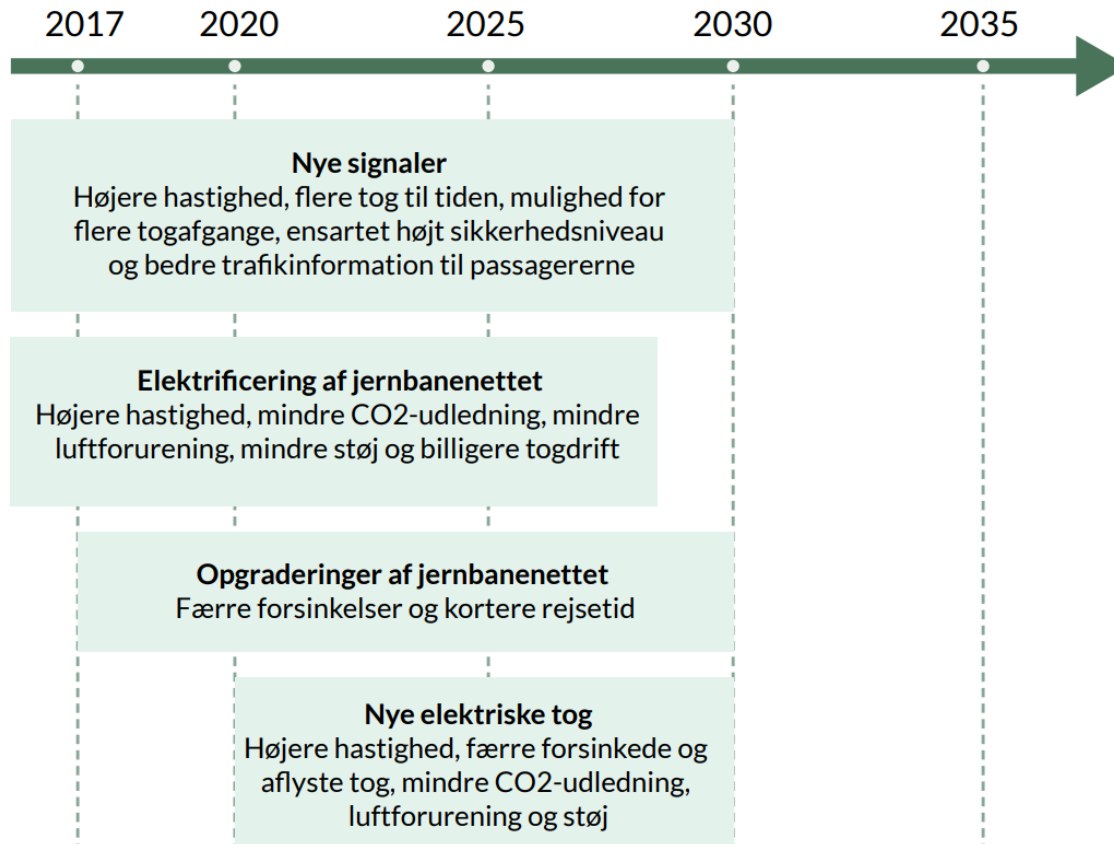 2017 2020 2025 2030 2035
Nye signaler
Højere hastighed, flere tog til tiden, mulighed for
flere togafgange, ensartet højt sikkerhedsniveau
og bedre trafikinformation til passagererne
Elektrificering af jernbanenettet
Højere hastighed, mindre CO2-udledning, mindre
luftforurening, mindre støj og billigere togdrift
Opgraderinger af jernbanenettet
Færre forsinkelser og kortere rejsetid
Nye elektriske tog
Højere hastighed, færre forsinkede og
aflyste tog, mindre CO2-udledning,
luftforurening og støj